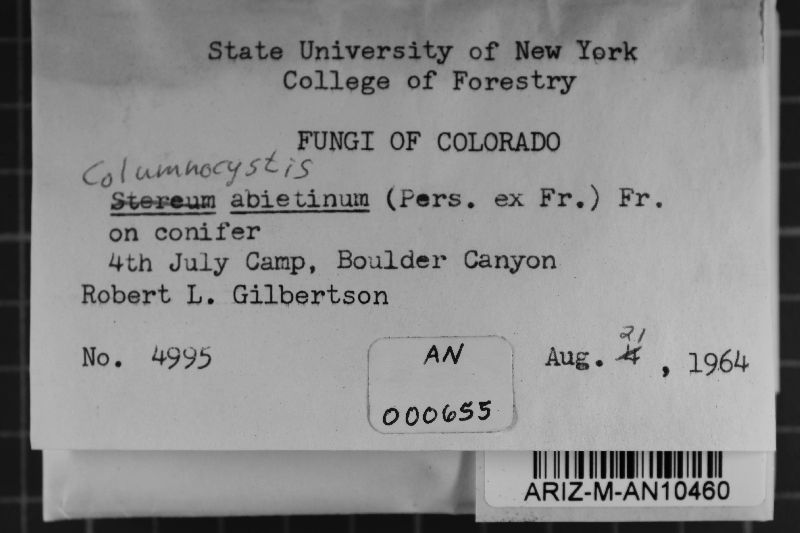 State University of New York
College of Forestry
FUNGI OF COLORADO
Columnocystis
Stereum abietinum (Pers. ex Fr.) Fr.
on conifer
4th July Camp, Boulder Canyon
Robert L. Gilbertson
No. 4995
AN
000655
Aug. 21, 1964
ARIZ-M-AN10460